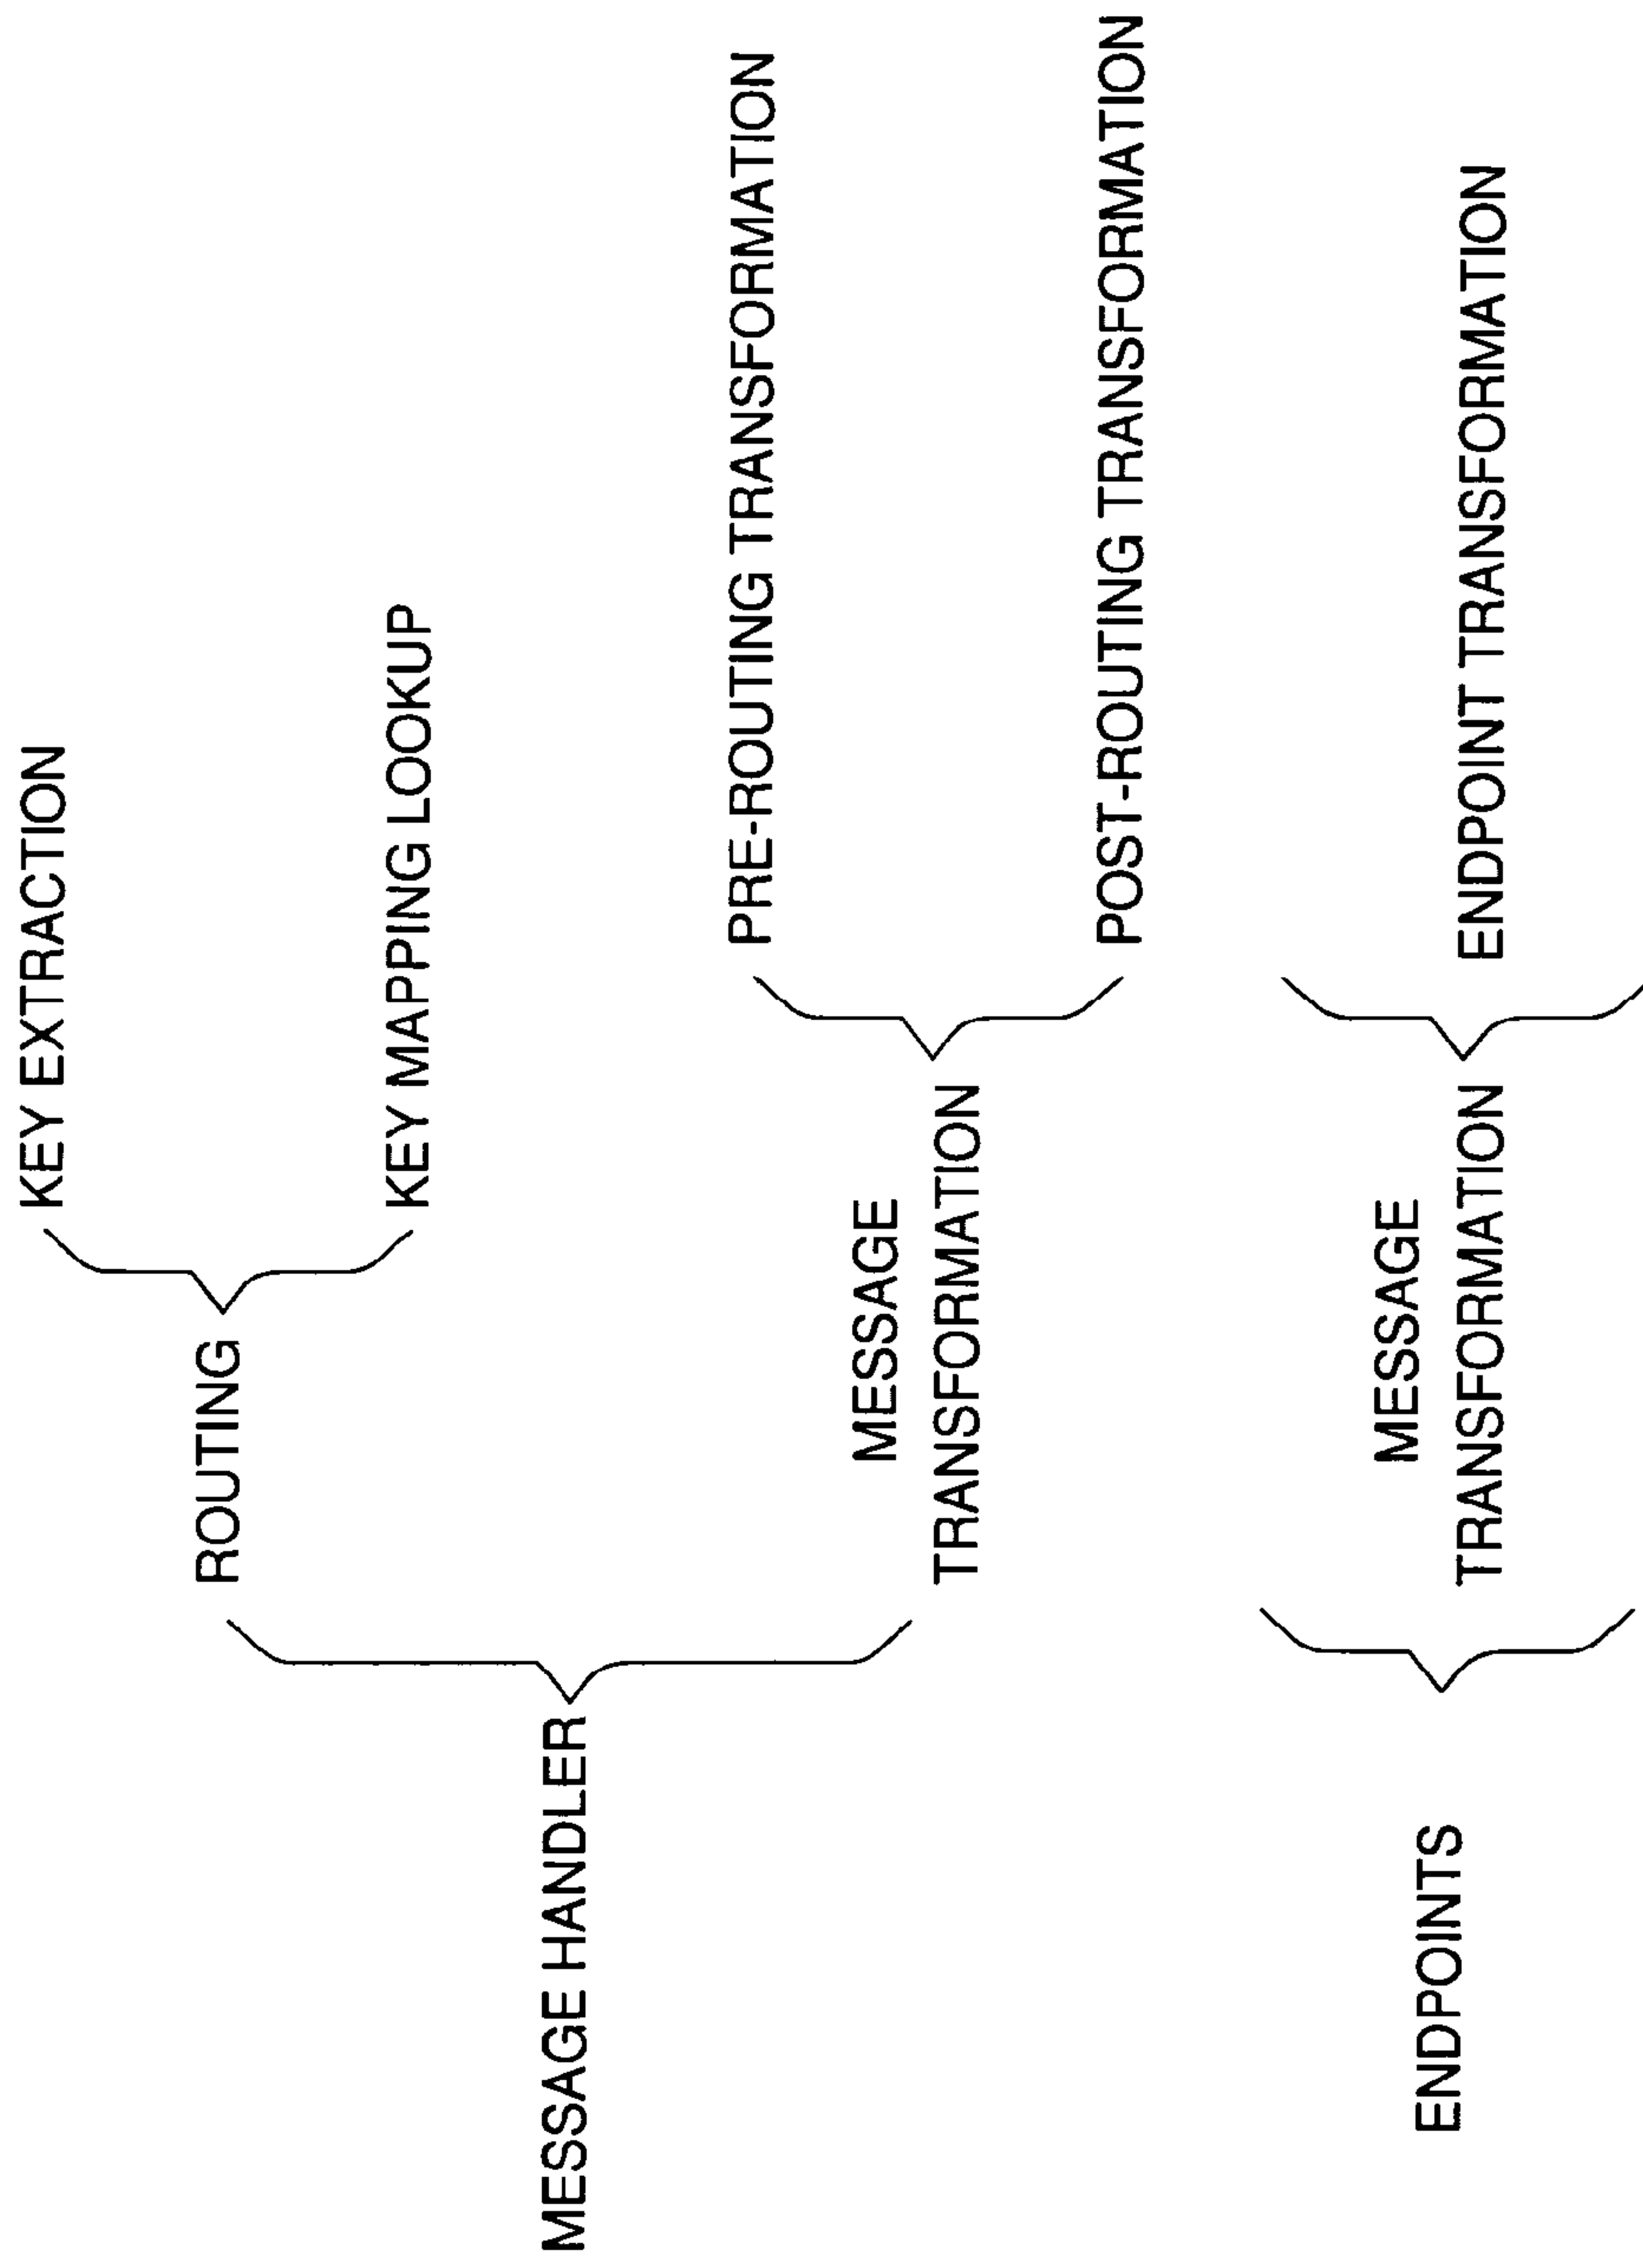 KEY EXTRACTION
ROUTING
KEY MAPPING LOOKUP
MESSAGE HANDLER
PRE-ROUTING TRANSFORMATION
MESSAGE
TRANSFORMATION
POST-ROUTING TRANSFORMATION
MESSAGE
ENDPOINTS
TRANSFORMATION
ENDPOINT TRANSFORMATION